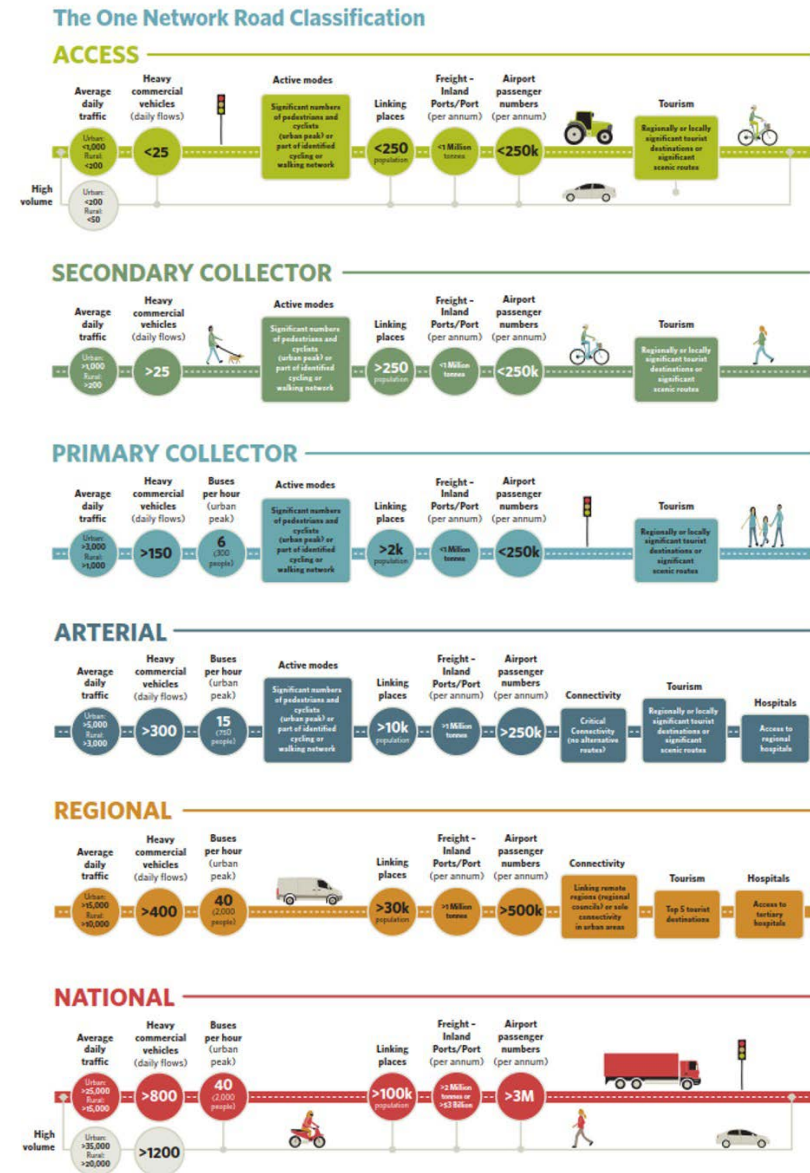 The One Network Road Classification
ACCESS
Average
daily
traffic
Urban:
<1,000
Rural:
<200
Heavy
commercial
vehicles
(daily flows)
<25
Active modes
Significant numbers
of pedestrians and
cyclists
(urban peak) or
part of identified
cycling or
walking network
Linking
places
<250
population
Freight –
Inland
Ports/Port
(per annum)
<1 Million
tonnes
Airport
passenger
numbers
(per annum)
<250k
Tourism
Regionally or locally
significant tourist
destinations or
significant
scenic routes
High
volume
Urban:
<200
Rural:
<50
SECONDARY COLLECTOR
Average
daily
traffic
Urban:
>1,000
Rural:
>200
Heavy
commercial
vehicles
(daily flows)
>25
Active modes
Significant numbers
of pedestrians and
cyclists
(urban peak) or
part of identified
cycling or
walking network
Linking
places
>250
population
Freight –
Inland
Ports/Port
(per annum)
<1 Million
tonnes
Airport
passenger
numbers
(per annum)
<250k
Tourism
Regionally or locally
significant tourist
destinations or
significant
scenic routes
PRIMARY COLLECTOR
Average
daily
traffic
Urban:
>3,000
Rural:
>1,000
Heavy
commercial
vehicles
(daily flows)
>150
Buses
per hour
(urban
peak)
6
(300
people)
Active modes
Significant numbers
of pedestrians and
cyclists
(urban peak) or
part of identified
cycling or
walking network
Linking
places
>2k
population
Freight –
Inland
Ports/Port
(per annum)
<1 Million
tonnes
Airport
passenger
numbers
(per annum)
<250k
Tourism
Regionally or locally
significant tourist
destinations or
significant
scenic routes
ARTERIAL
Average
daily
traffic
Urban:
>5,000
Rural:
>3,000
Heavy
commercial
vehicles
(daily flows)
>300
Buses
per hour
(urban
peak)
15
(750
people)
Active modes
Significant numbers
of pedestrians and
cyclists
(urban peak) or
part of identified
cycling or
walking network
Linking
places
>10k
population
Freight –
Inland
Ports/Port
(per annum)
>1 Million
tonnes
Airport
passenger
numbers
(per annum)
>250k
Connectivity
Critical
Connectivity
(no alternative
routes)
Tourism
Regionally or locally
significant tourist
destinations or
significant
scenic routes
Hospitals
Access to
regional
hospitals
REGIONAL
Average
daily
traffic
Urban:
>15,000
Rural:
>10,000
Heavy
commercial
vehicles
(daily flows)
>400
Buses
per hour
(urban
peak)
40
(2,000
people)
Linking
places
>30k
population
Freight –
Inland
Ports/Port
(per annum)
>1 Million
tonnes
Airport
passenger
numbers
(per annum)
>500k
Connectivity
Linking remote
regions (regional
councils) or sole
connectivity
in urban areas
Tourism
Top 5 tourist
destinations
Hospitals
Access to
tertiary
hospitals
NATIONAL
Average
daily
traffic
Urban:
>25,000
Rural:
>15,000
Heavy
commercial
vehicles
(daily flows)
>800
Buses
per hour
(urban
peak)
40
(2,000
people)
Linking
places
>100k
population
Freight –
Inland
Ports/Port
(per annum)
>2 Million
tonnes or
>$3 Billion
Airport
passenger
numbers
(per annum)
>3M
High
volume
Urban:
>35,000
Rural:
>20,000
>1200